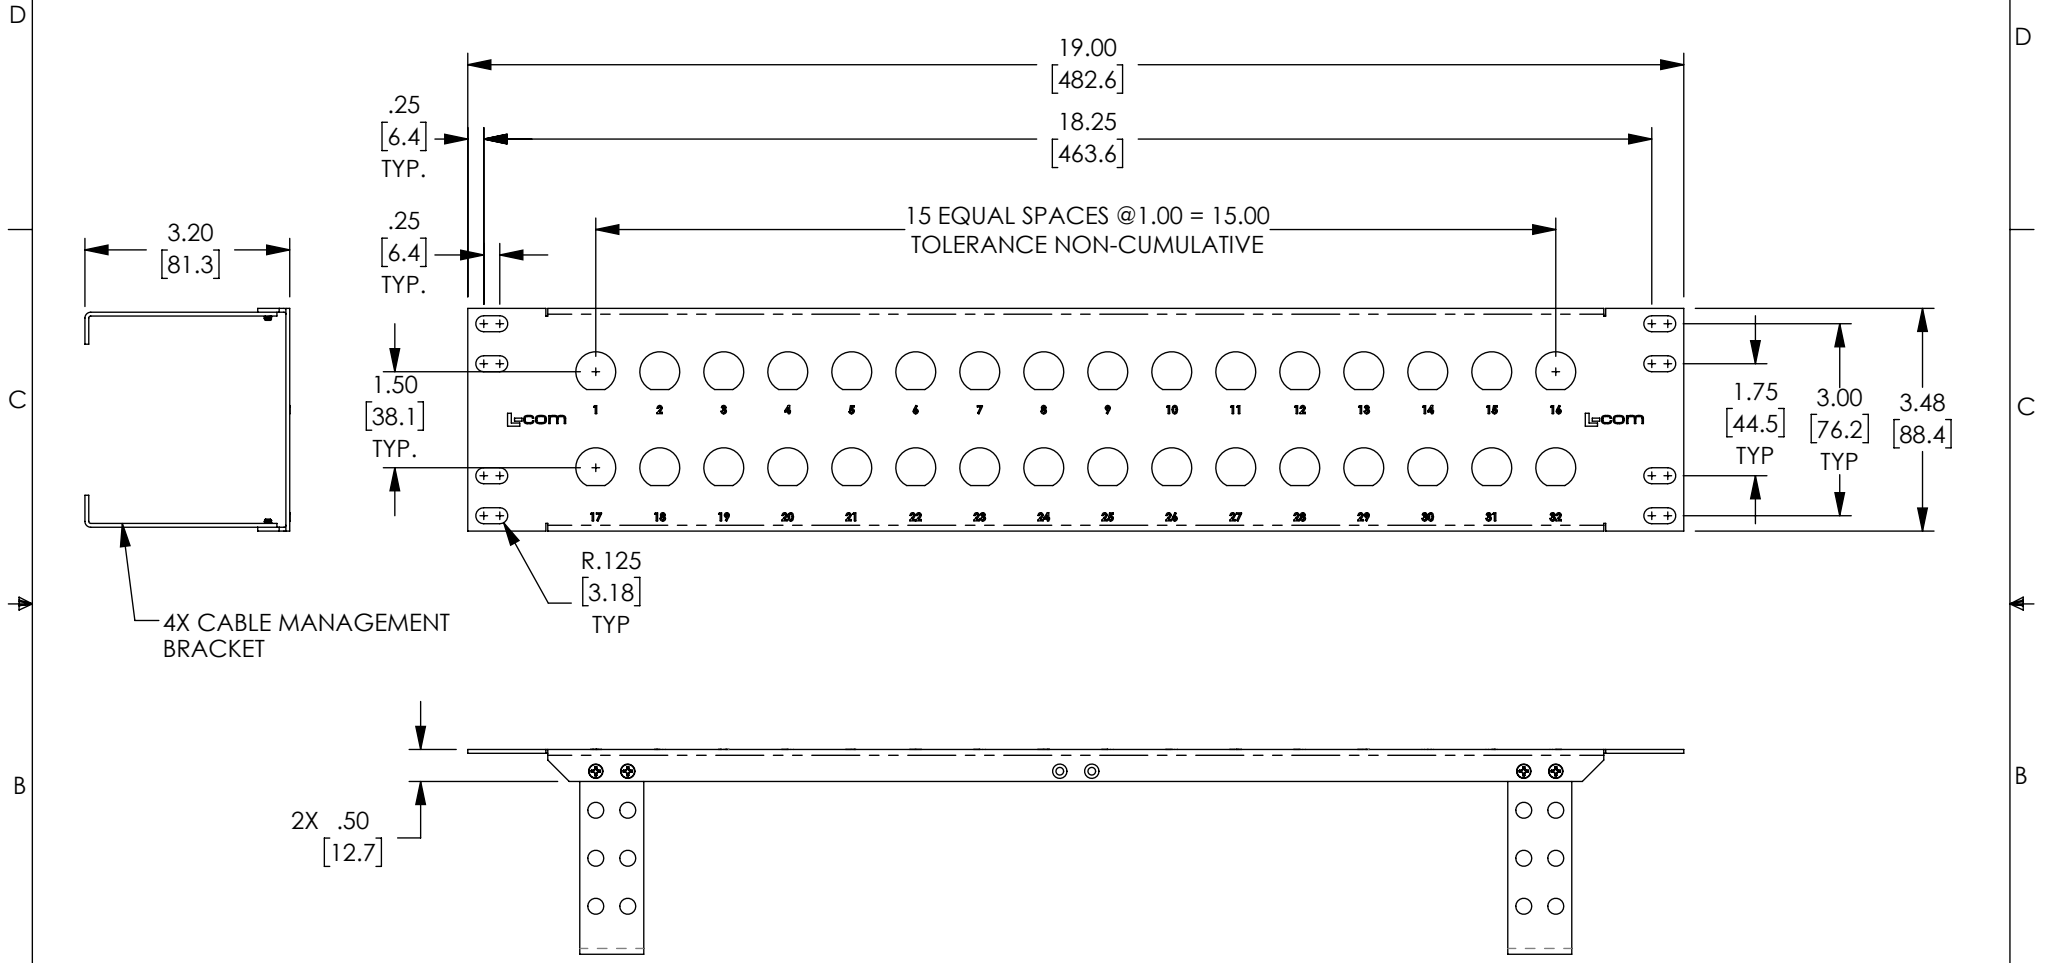 D
D
19.00
[482.6]
.25
[6.4]
TYP.
18.25
[463.6]
.25
[6.4]
TYP.
15 EQUAL SPACES @1.00 = 15.00
TOLERANCE NON-CUMULATIVE
3.20
[81.3]
C
C
1.50
[38.1]
TYP.
L-com
1 2 3 4 5 6 7 8 9 10 11 12 13 14 15 16
L-com
1.75
[44.5]
TYP
3.00
[76.2]
TYP
3.48
[88.4]
17 18 19 20 21 22 23 24 25 26 27 28 29 30 31 32
R.125
[3.18]
TYP
4X CABLE MANAGEMENT
BRACKET
B
B
2X .50
[12.7]